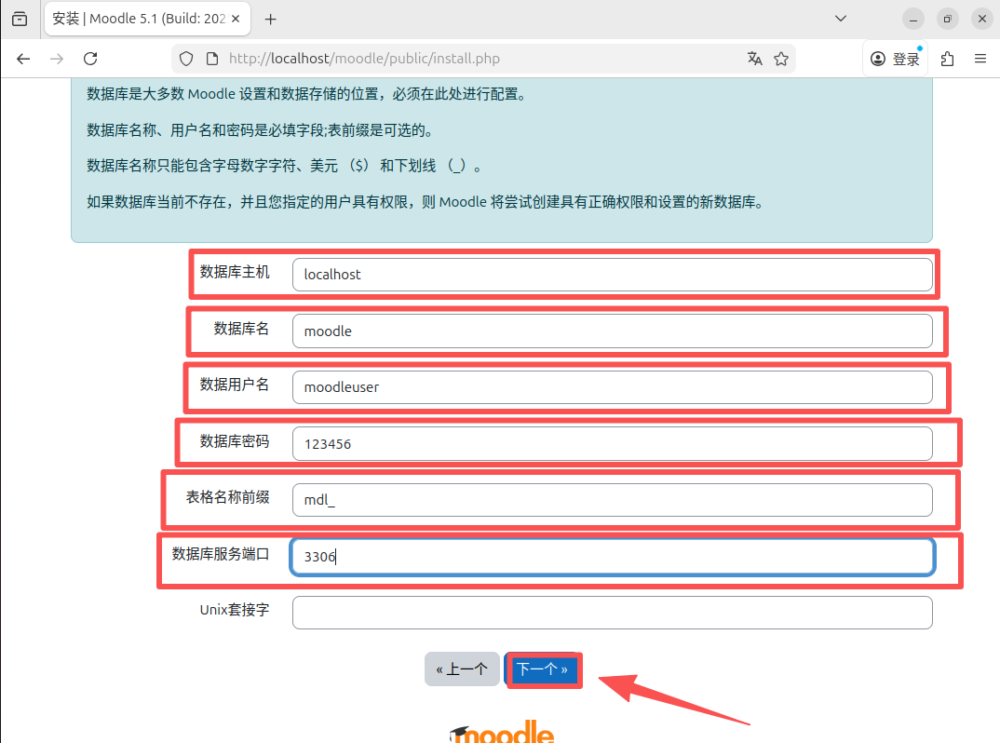 安装 | Moodle 5.1 (Build: 202
http://localhost/moodle/public/install.php
登录
数据库是大多数 Moodle 设置和数据存储的位置，必须在此处进行配置。
数据库名称、用户名和密码是必填字段;表前缀是可选的。
数据库名称只能包含字母数字字符、美元 （$） 和下划线 （_）。
如果数据库当前不存在，并且您指定的用户具有权限，则 Moodle 将尝试创建具有正确权限和设置的新数据库。
数据库主机 localhost
数据库名 moodle
数据用户名 moodleuser
数据库密码 123456
表格名称前缀 mdl_
数据库服务端口 3306
Unix套接字
« 上一个 下一个 »
moodle